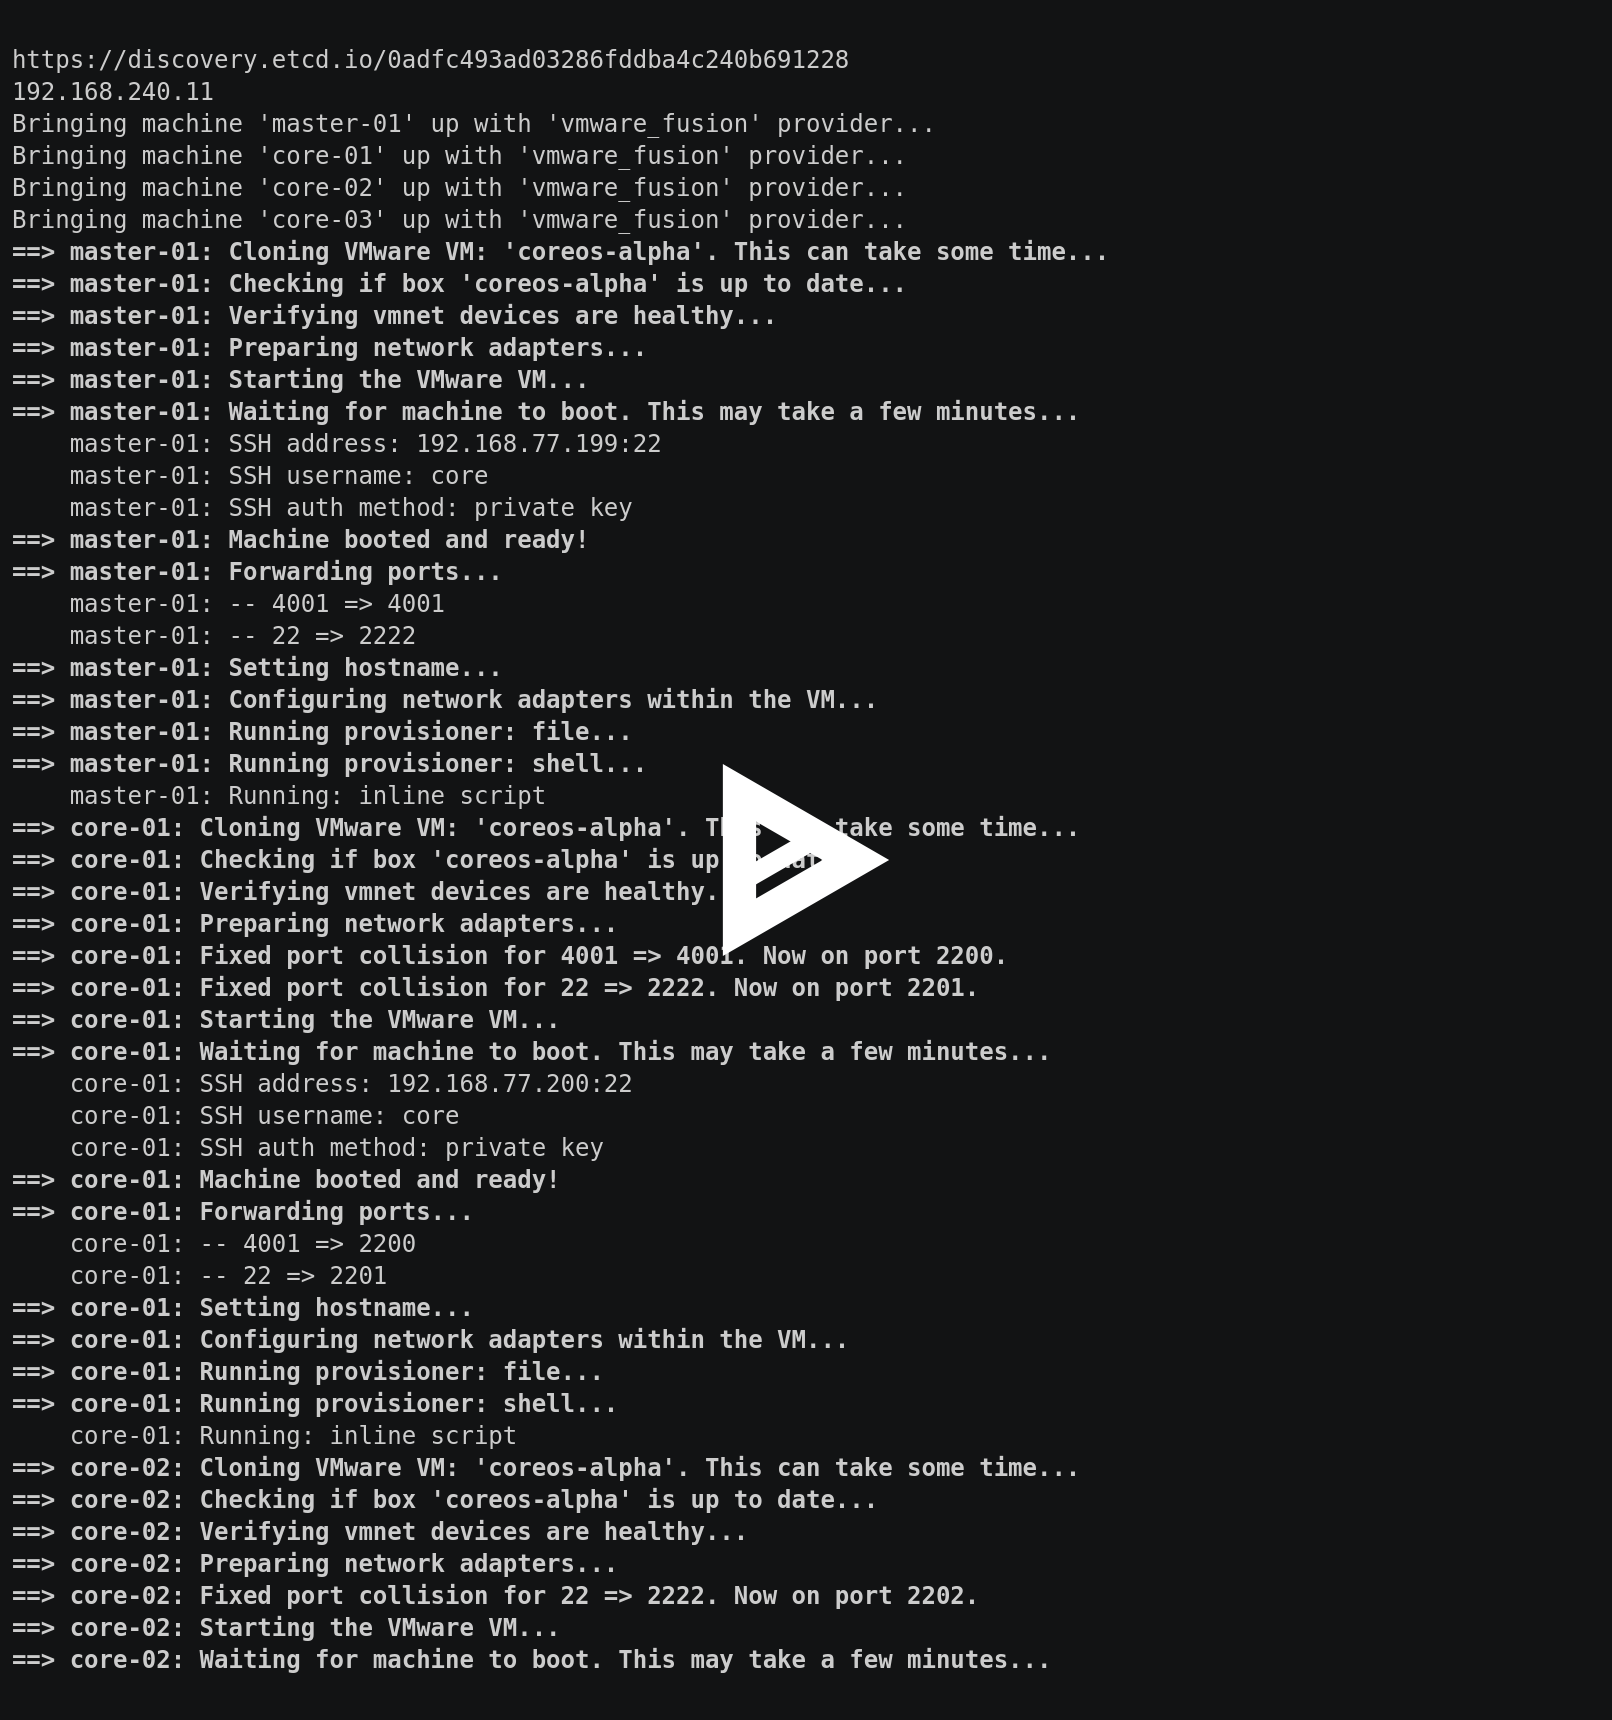 https://discovery.etcd.io/0adfc493ad03286fddba4c240b691228
192.168.240.11
Bringing machine 'master-01' up with 'vmware_fusion' provider...
Bringing machine 'core-01' up with 'vmware_fusion' provider...
Bringing machine 'core-02' up with 'vmware_fusion' provider...
Bringing machine 'core-03' up with 'vmware_fusion' provider...
==> master-01: Cloning VMware VM: 'coreos-alpha'. This can take some time...
==> master-01: Checking if box 'coreos-alpha' is up to date...
==> master-01: Verifying vmnet devices are healthy...
==> master-01: Preparing network adapters...
==> master-01: Starting the VMware VM...
==> master-01: Waiting for machine to boot. This may take a few minutes...
    master-01: SSH address: 192.168.77.199:22
    master-01: SSH username: core
    master-01: SSH auth method: private key
==> master-01: Machine booted and ready!
==> master-01: Forwarding ports...
    master-01: -- 4001 => 4001
    master-01: -- 22 => 2222
==> master-01: Setting hostname...
==> master-01: Configuring network adapters within the VM...
==> master-01: Running provisioner: file...
==> master-01: Running provisioner: shell...
    master-01: Running: inline script
==> core-01: Cloning VMware VM: 'coreos-alpha'. take some time...
==> core-01: Checking if box 'coreos-alpha' is up
==> core-01: Verifying vmnet devices are healthy.
==> core-01: Preparing network adapters...
==> core-01: Fixed port collision for 4001 => 4001. Now on port 2200.
==> core-01: Fixed port collision for 22 => 2222. Now on port 2201.
==> core-01: Starting the VMware VM...
==> core-01: Waiting for machine to boot. This may take a few minutes...
    core-01: SSH address: 192.168.77.200:22
    core-01: SSH username: core
    core-01: SSH auth method: private key
==> core-01: Machine booted and ready!
==> core-01: Forwarding ports...
    core-01: -- 4001 => 2200
    core-01: -- 22 => 2201
==> core-01: Setting hostname...
==> core-01: Configuring network adapters within the VM...
==> core-01: Running provisioner: file...
==> core-01: Running provisioner: shell...
    core-01: Running: inline script
==> core-02: Cloning VMware VM: 'coreos-alpha'. This can take some time...
==> core-02: Checking if box 'coreos-alpha' is up to date...
==> core-02: Verifying vmnet devices are healthy...
==> core-02: Preparing network adapters...
==> core-02: Fixed port collision for 22 => 2222. Now on port 2202.
==> core-02: Starting the VMware VM...
==> core-02: Waiting for machine to boot. This may take a few minutes...